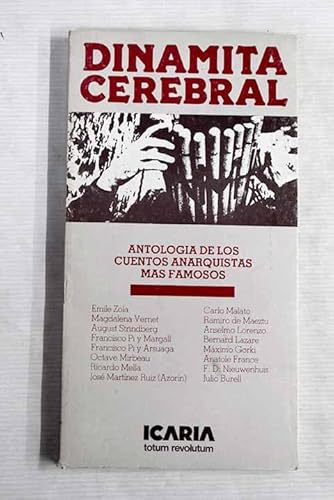 DINAMITA
CEREBRAL
ANTOLOGIA DE LOS
CUENTOS ANARQUISTAS
MAS FAMOSOS
Emile Zola
Magdalena Vernet
August Strindberg
Francisco Pi y Margall
Francisco Pi y Arsuaga
Octave Mirbeau
Ricardo Mella
José Martínez Ruiz (Azorín)
Carlo Malato
Ramiro de Maeztu
Anselmo Lorenzo
Bernard Lazare
Máximo Gorki
Anatole France
F. D. Nieuwenhuis
Julio Burell
ICARIA
totum revolutum